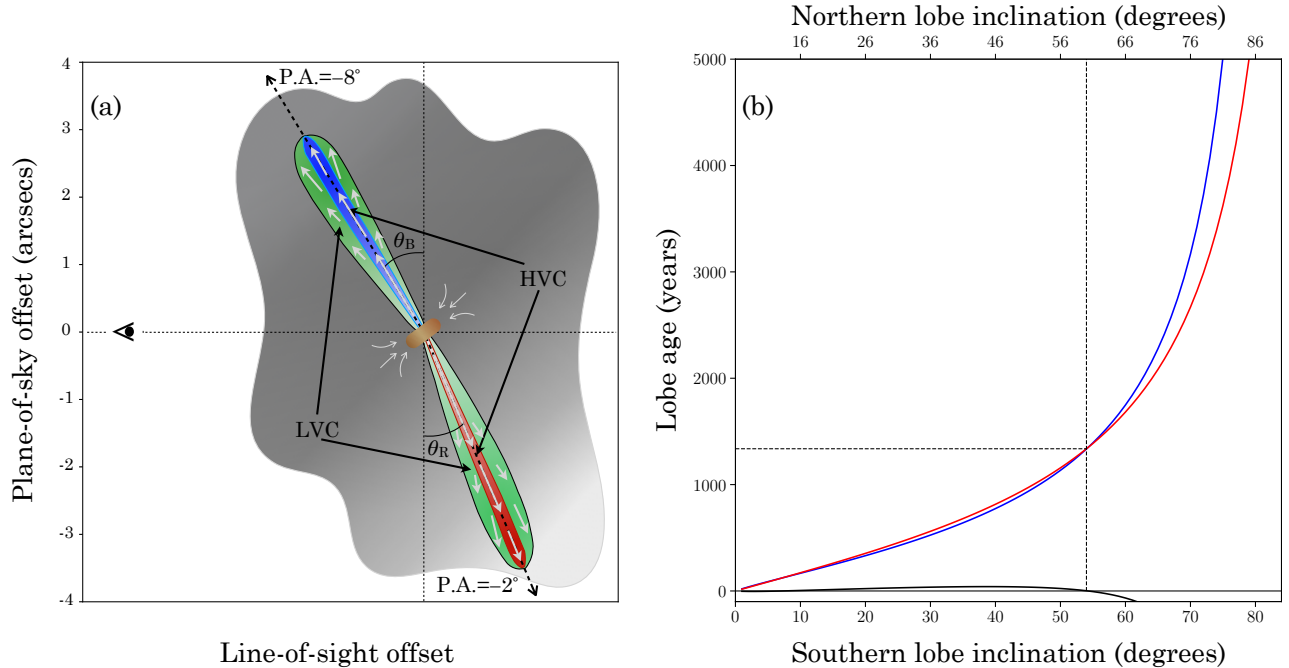 (a)
P.A.=−8°
θB
HVC
LVC
θR
P.A.=−2°
4
3
2
1
0
-1
-2
-3
-4
Plane-of-sky offset (arcsecs)
Line-of-sight offset
Northern lobe inclination (degrees)
16 26 36 46 56 66 76 86
(b)
5000
4000
3000
2000
1000
0
Lobe age (years)
0 10 20 30 40 50 60 70 80
Southern lobe inclination (degrees)